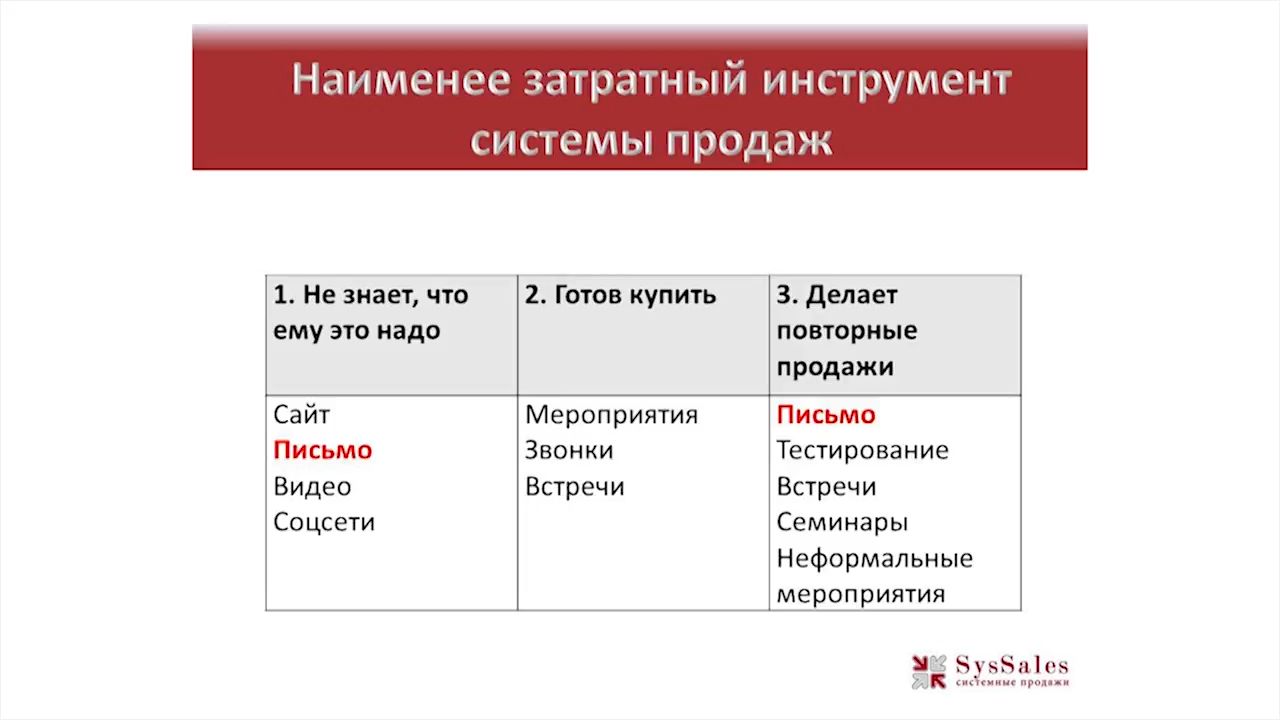 Наименее затратный инструмент
системы продаж
1. Не знает, что
ему это надо
2. Готов купить
3. Делает
повторные
продажи
Сайт
Письмо
Видео
Соцсети
Мероприятия
Звонки
Встречи
Письмо
Тестирование
Встречи
Семинары
Неформальные
мероприятия
SysSales
системные продажи